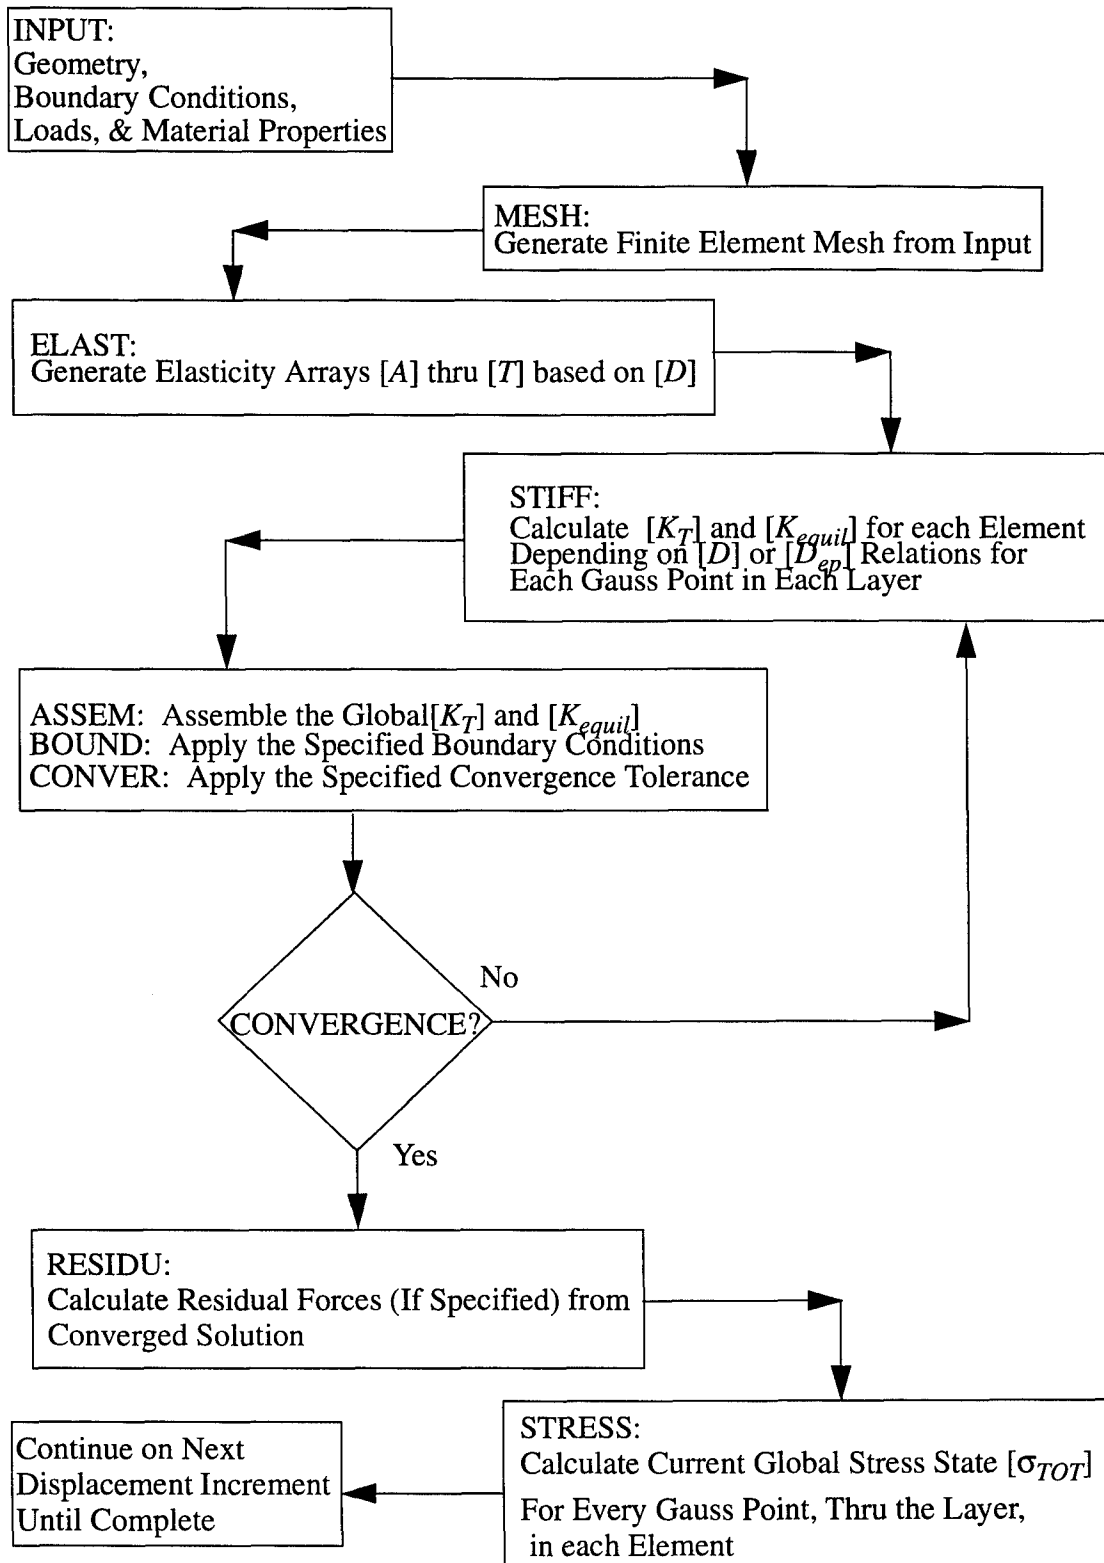 INPUT:
Geometry,
Boundary Conditions,
Loads, & Material Properties
MESH:
Generate Finite Element Mesh from Input
ELAST:
Generate Elasticity Arrays [A] thru [T] based on [D]
STIFF:
Calculate [K_T] and [K_equil] for each Element
Depending on [D] or [D_ep] Relations for
Each Gauss Point in Each Layer
ASSEM: Assemble the Global[K_T] and [K_equil]
BOUND: Apply the Specified Boundary Conditions
CONVER: Apply the Specified Convergence Tolerance
No
CONVERGENCE?
Yes
RESIDU:
Calculate Residual Forces (If Specified) from
Converged Solution
STRESS:
Calculate Current Global Stress State [σ_TOT]
For Every Gauss Point, Thru the Layer,
in each Element
Continue on Next
Displacement Increment
Until Complete